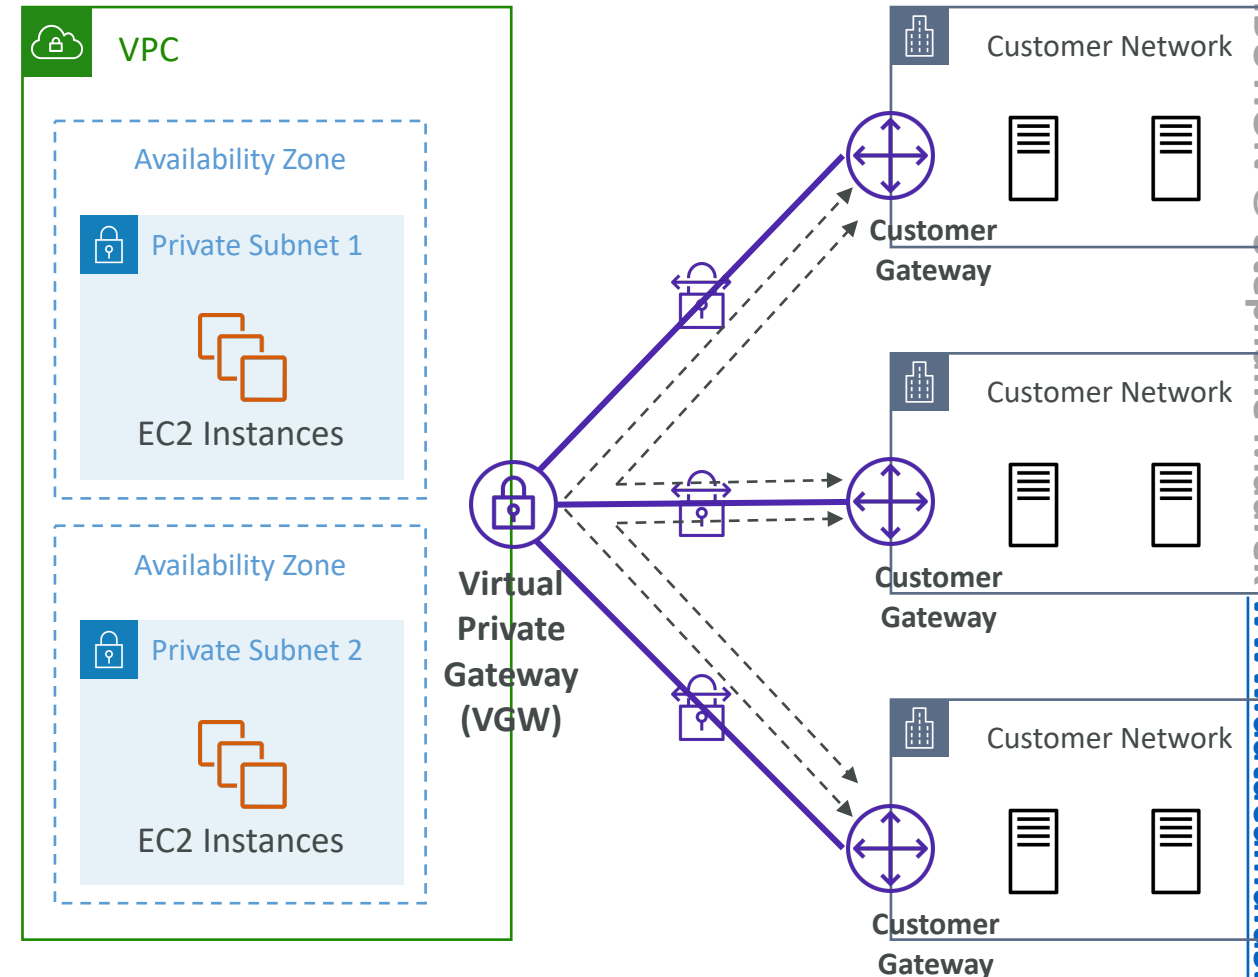 VPC
Availability Zone
Private Subnet 1
EC2 Instances
Availability Zone
Private Subnet 2
EC2 Instances
Virtual
Private
Gateway
(VGW)
Customer Network
Customer
Gateway
Customer Network
Customer
Gateway
Customer Network
Customer
Gateway